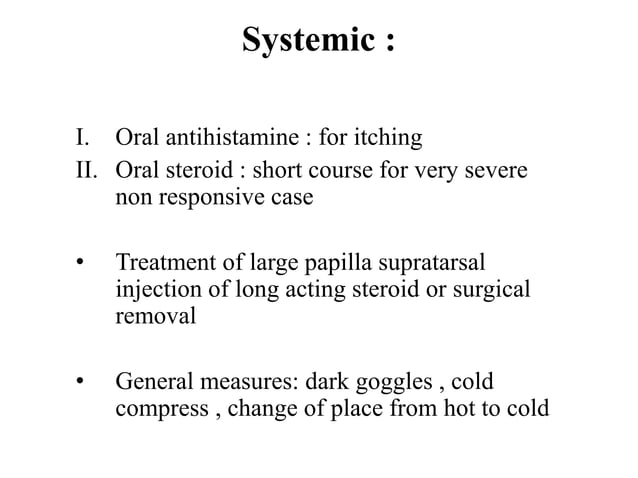 Systemic :
I. Oral antihistamine : for itching
II. Oral steroid : short course for very severe
non responsive case
• Treatment of large papilla supratarsal
injection of long acting steroid or surgical
removal
• General measures: dark goggles , cold
compress , change of place from hot to cold